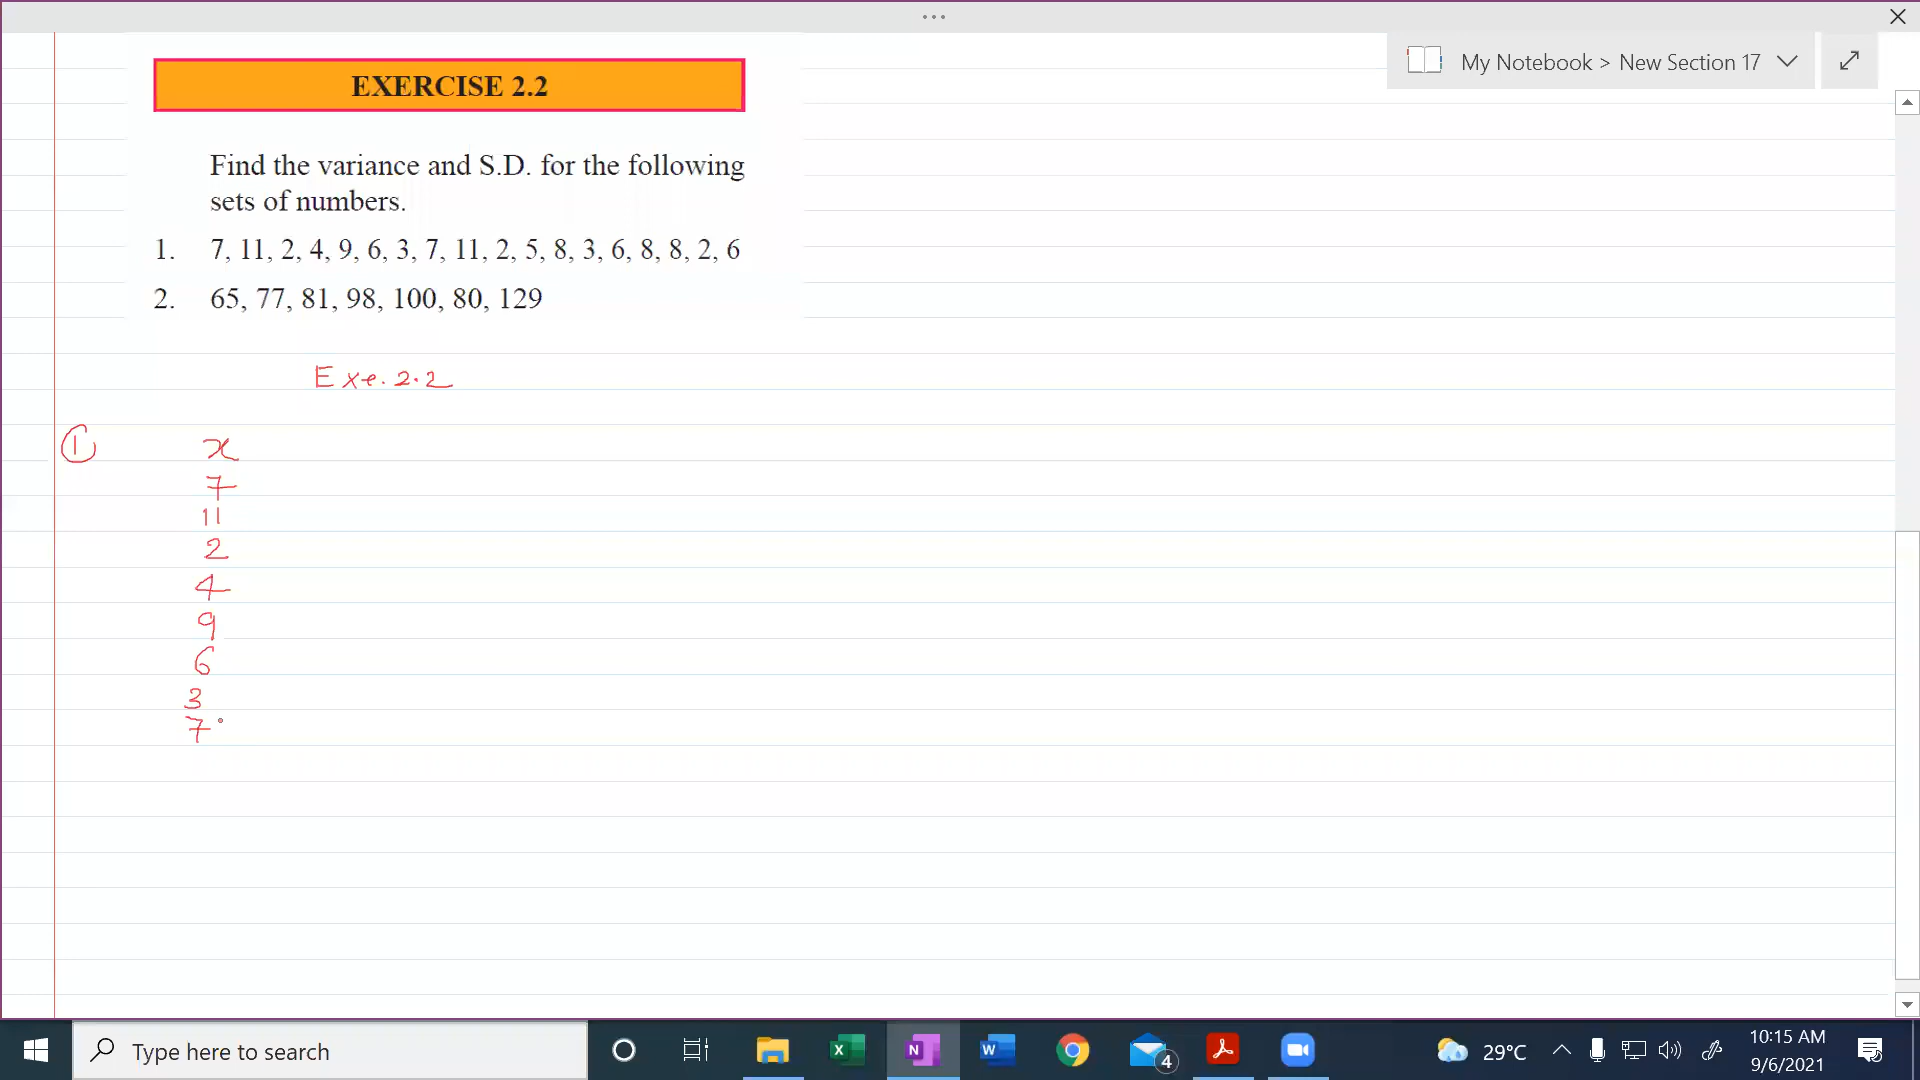 My Notebook > New Section 17
EXERCISE 2.2
Find the variance and S.D. for the following
sets of numbers.
1. 7, 11, 2, 4, 9, 6, 3, 7, 11, 2, 5, 8, 3, 6, 8, 8, 2, 6
2. 65, 77, 81, 98, 100, 80, 129
Exe. 2.2
① x
7
11
2
4
9
6
3
7
Type here to search
4
29°C
10:15 AM
9/6/2021